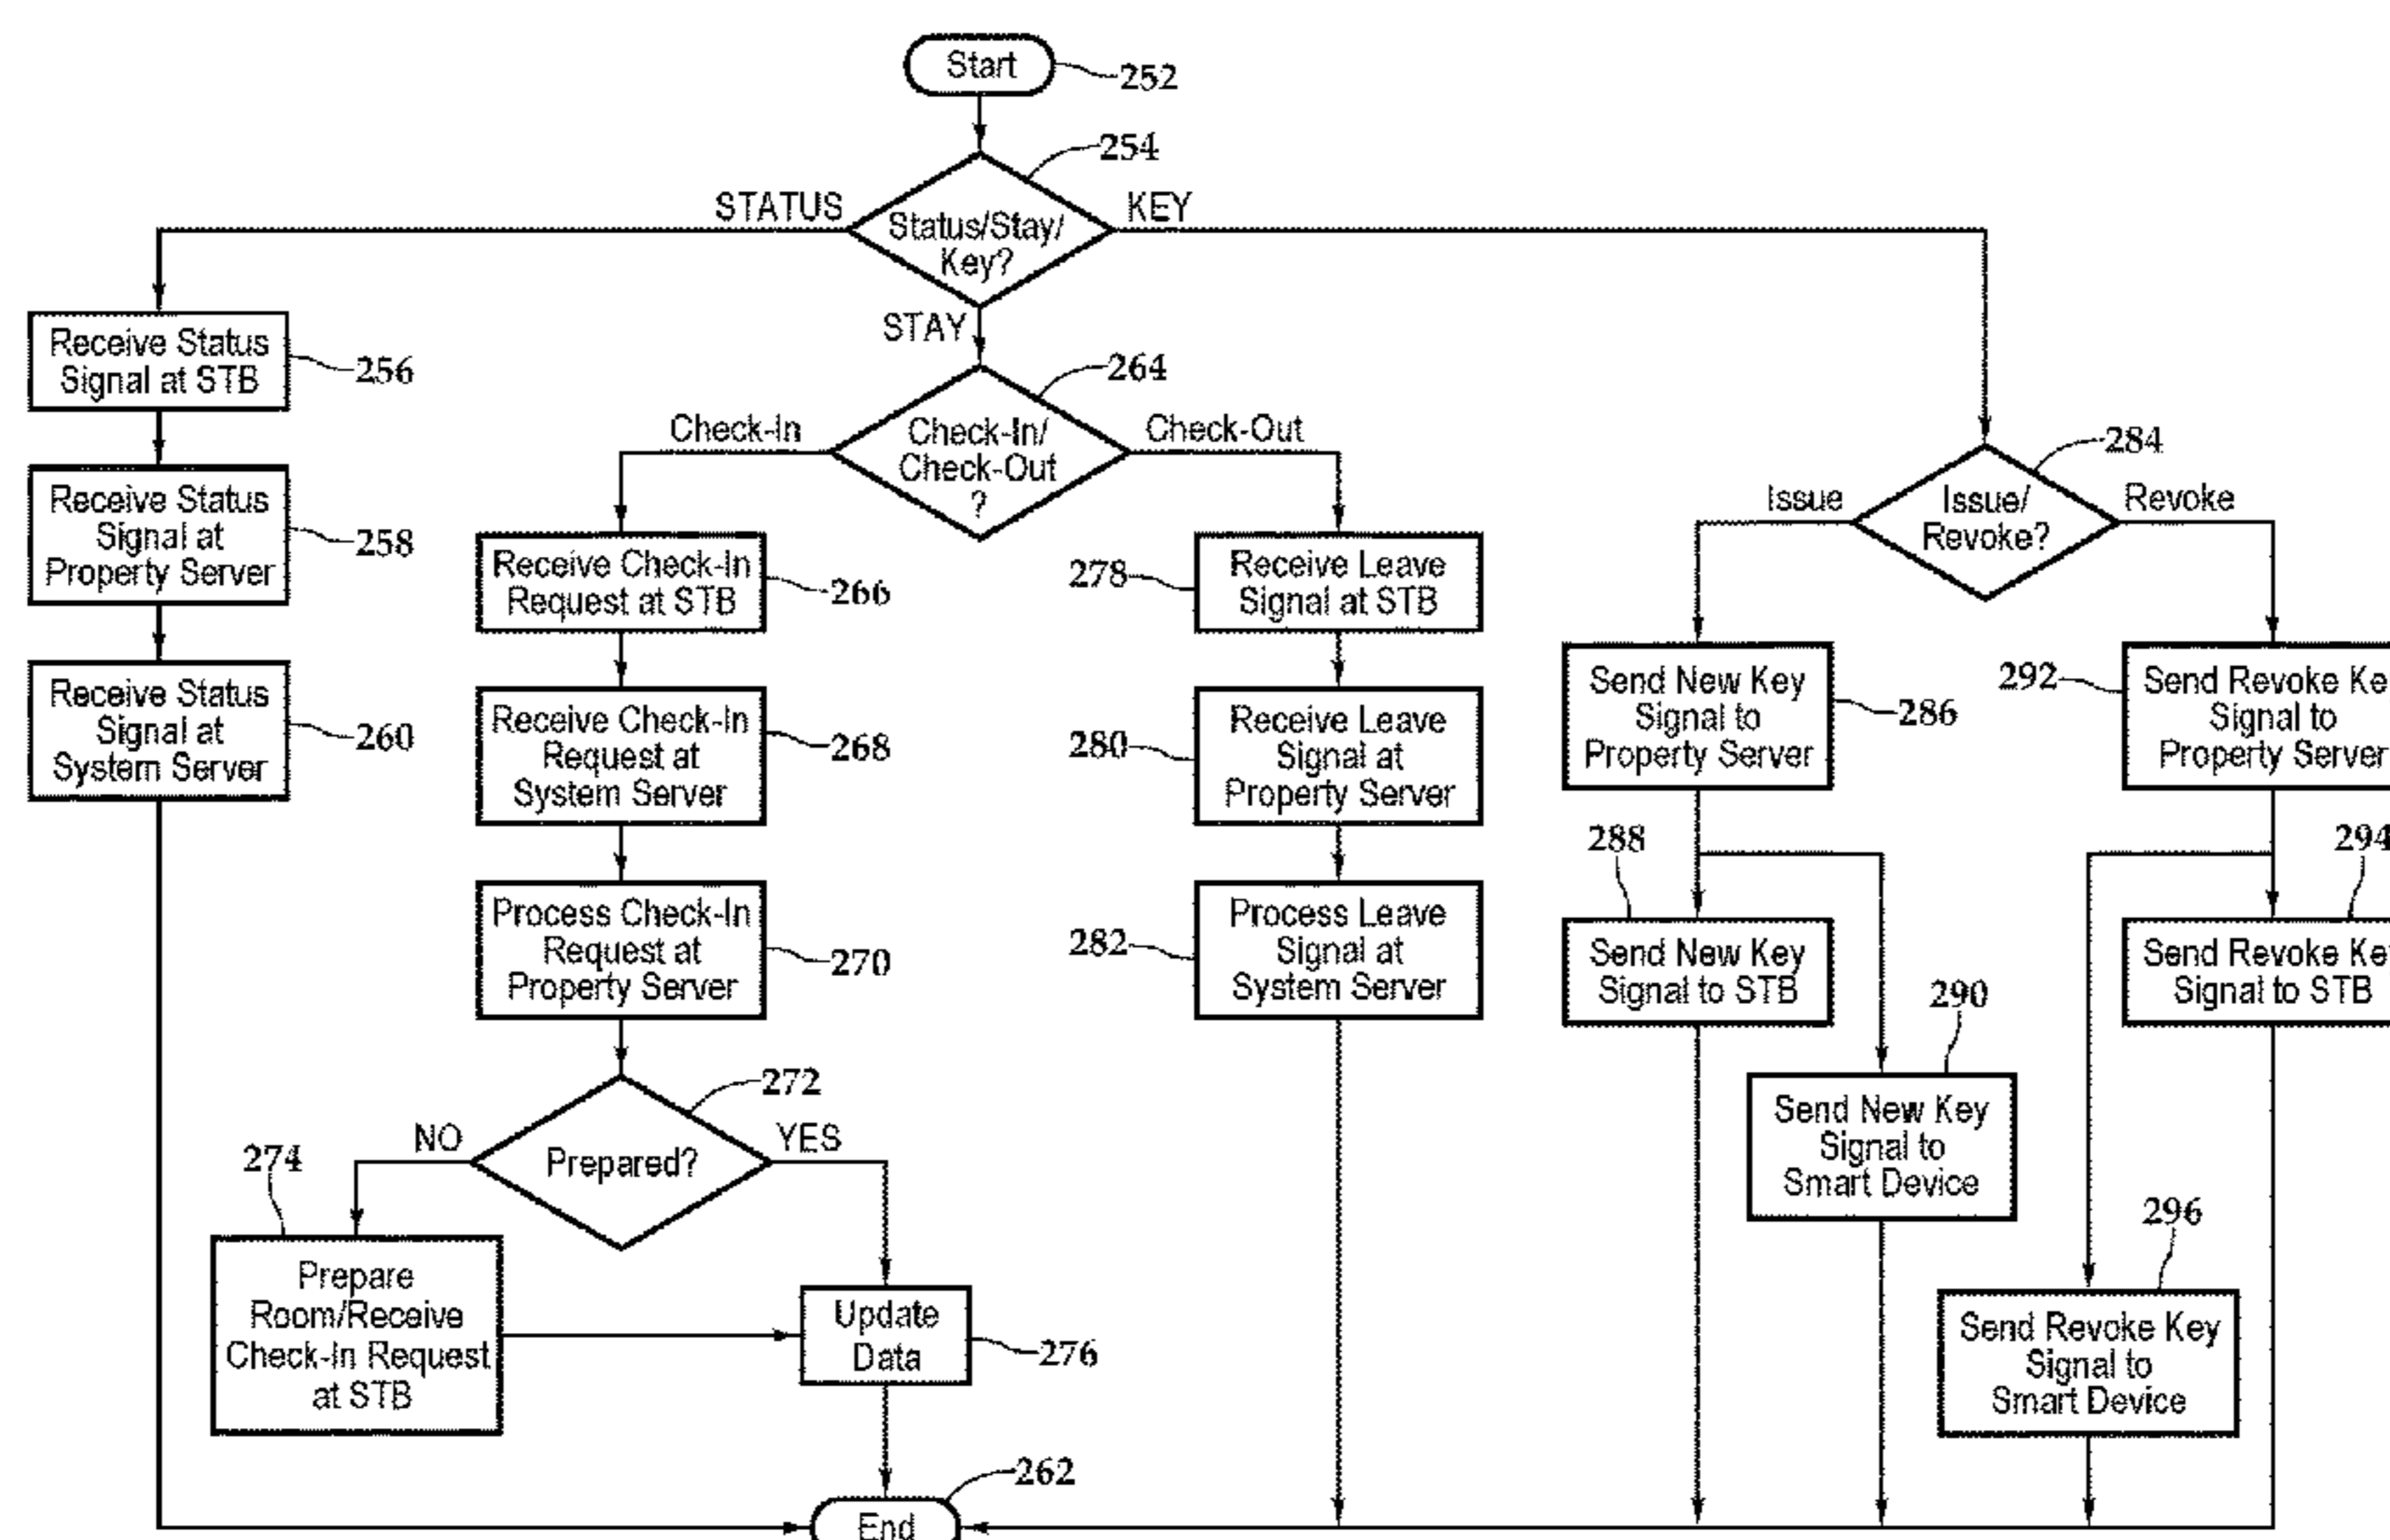 Start
252
254
STATUS
Status/Stay/
Key?
KEY
STAY
Receive Status
Signal at STB
256
Receive Status
Signal at
Property Server
258
Receive Status
Signal at
System Server
260
264
Check-In/
Check-Out
?
Check-In
Check-Out
Receive Check-In
Request at STB
266
Receive Check-In
Request at
System Server
268
Process Check-In
Request at
Property Server
270
272
Prepared?
NO
YES
274
Prepare
Room/Receive
Check-In Request
at STB
Update
Data
276
278
Receive Leave
Signal at STB
280
Receive Leave
Signal at
Property Server
282
Process Leave
Signal at
System Server
284
Issue/
Revoke?
Issue
Revoke
Send New Key
Signal to
Property Server
286
288
Send New Key
Signal to STB
290
Send New Key
Signal to
Smart Device
292
Send Revoke Ke
Signal to
Property Server
294
Send Revoke Key
Signal to STB
296
Send Revoke Key
Signal to
Smart Device
262
End